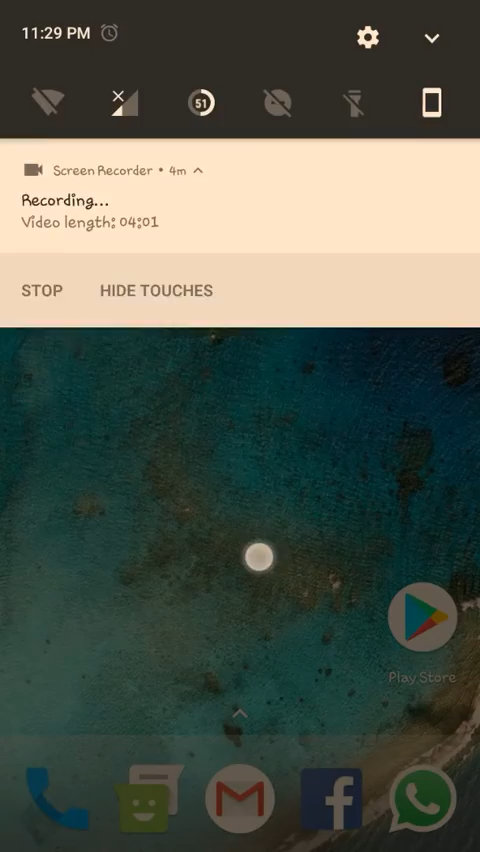 11:29 PM
51
Screen Recorder • 4m
Recording...
Video length: 04:01
STOP HIDE TOUCHES
Play Store